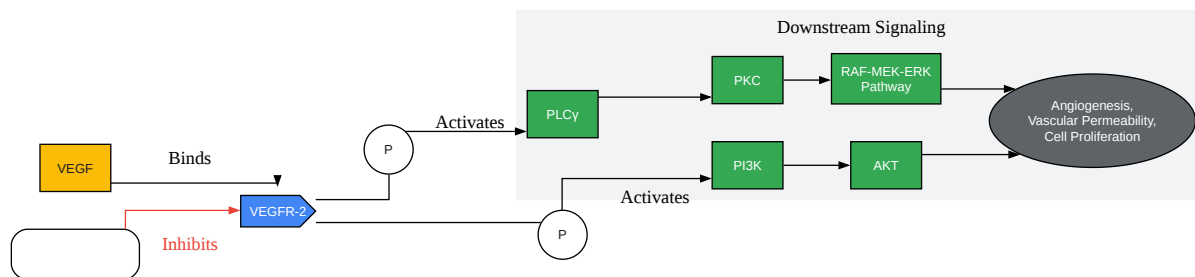 Downstream Signaling
PKC
RAF-MEK-ERK
Pathway
PLCγ
Activates
Angiogenesis,
Vascular Permeability,
Cell Proliferation
P
Binds
VEGF
PI3K
AKT
Activates
VEGFR-2
P
Inhibits